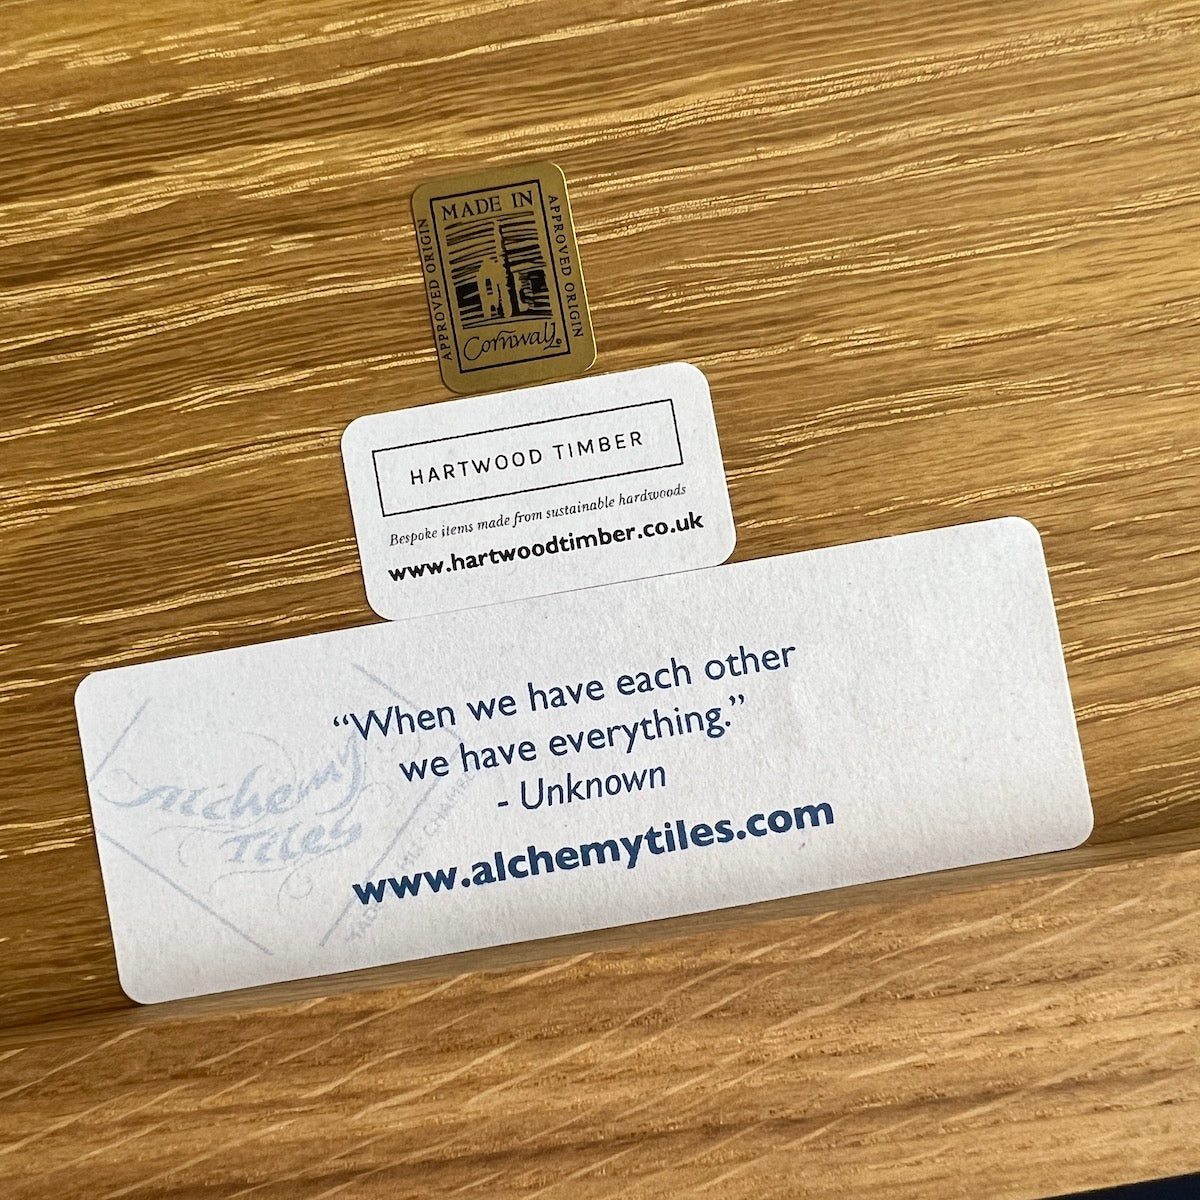 MADE IN
APPROVED ORIGIN
APPROVED ORIGIN
Cornwall
HARTWOOD TIMBER
Bespoke items made from sustainable hardwoods
www.hartwoodtimber.co.uk
“When we have each other
we have everything.”
- Unknown
www.alchemytiles.com
Alchemy
Tiles